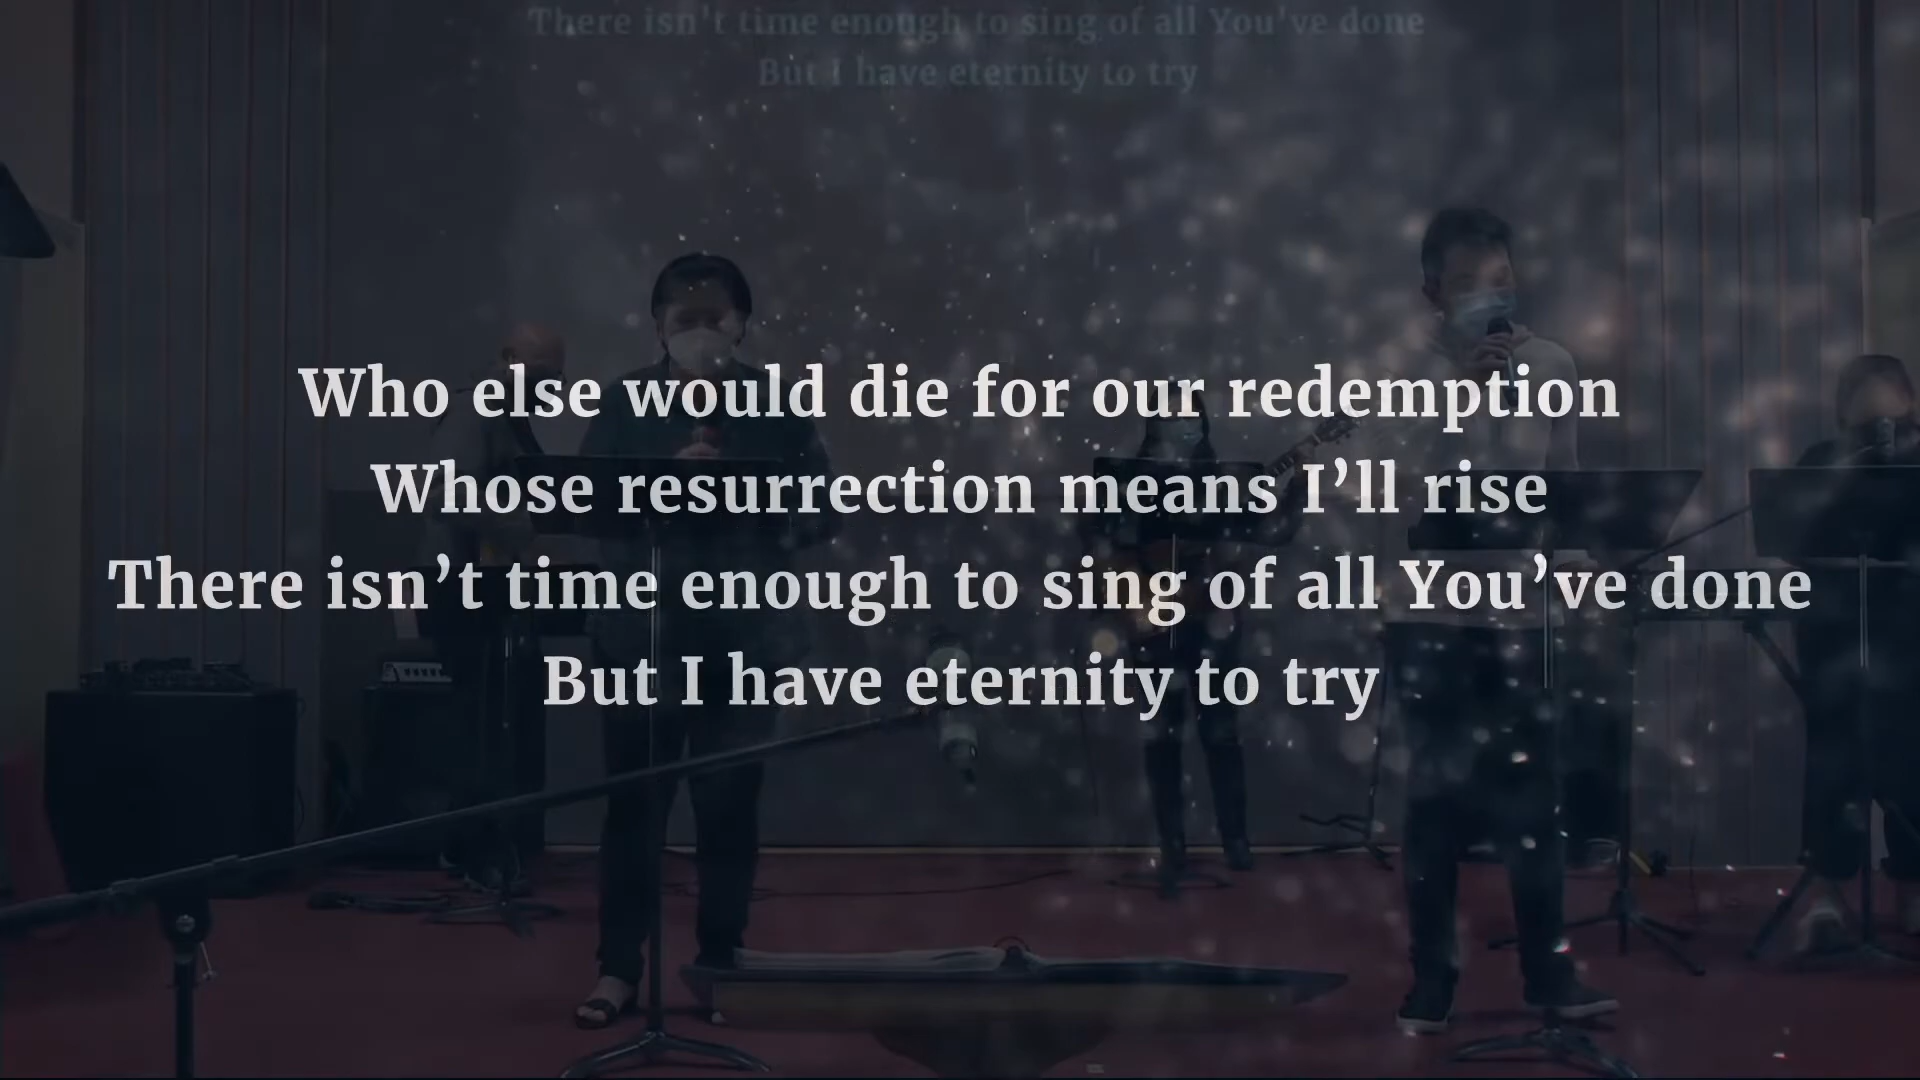 There isn't time enough to sing of all You've done
But I have eternity to try
Who else would die for our redemption
Whose resurrection means I’ll rise
There isn’t time enough to sing of all You’ve done
But I have eternity to try